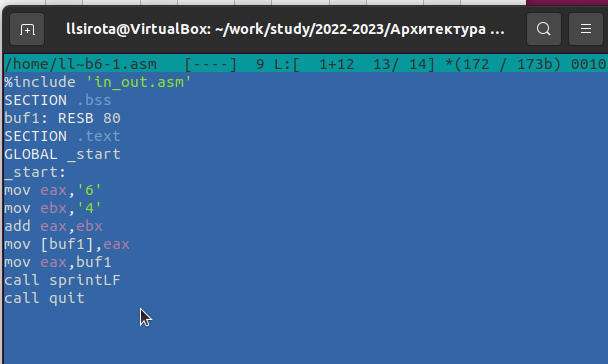 llsirota@VirtualBox: ~/work/study/2022-2023/Архитектура ...
/home/ll~b6-1.asm   [----]  9 L:[  1+12  13/ 14] *(172 / 173b) 0010
%include 'in_out.asm'
SECTION .bss
buf1: RESB 80
SECTION .text
GLOBAL _start
_start:
mov eax,'6'
mov ebx,'4'
add eax,ebx
mov [buf1],eax
mov eax,buf1
call sprintLF
call quit